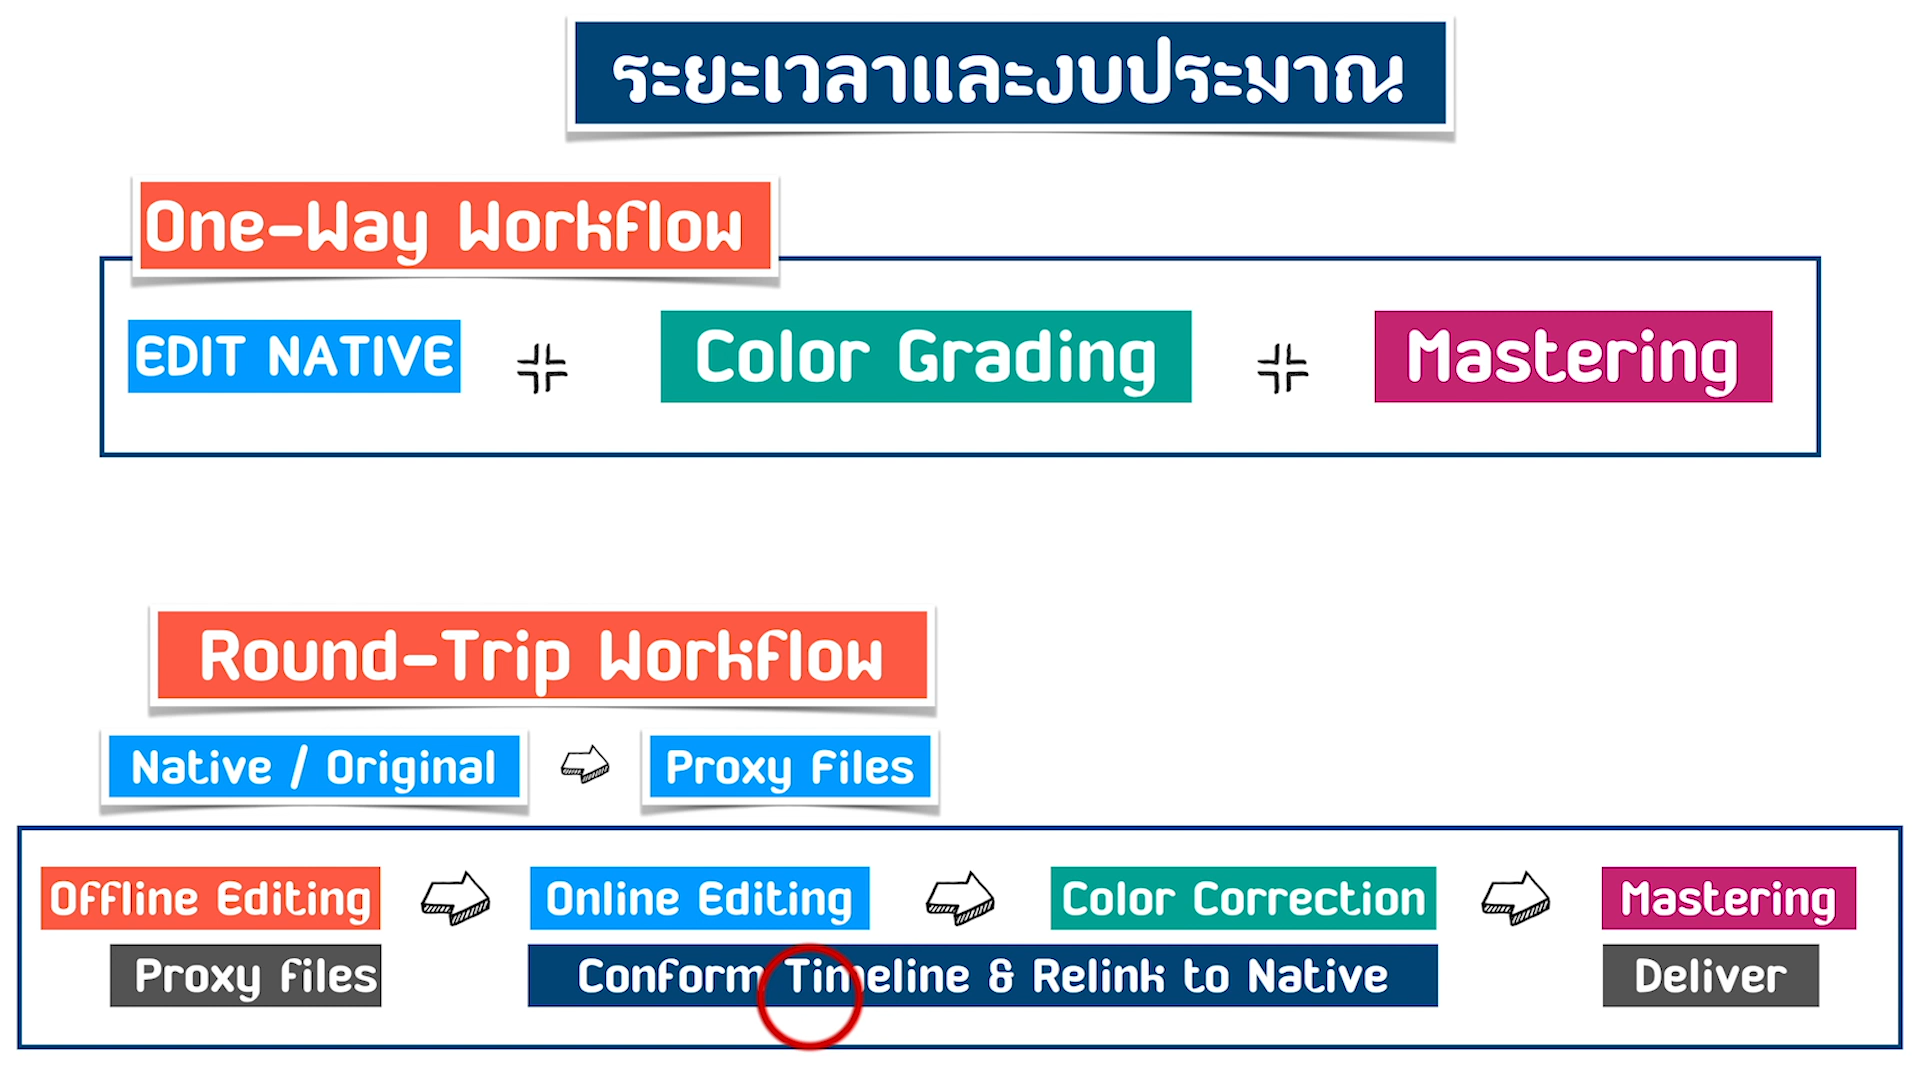 ระยะเวลาและงบประมาณ
One-Way Workflow
EDIT NATIVE + Color Grading + Mastering
Round-Trip Workflow
Native / Original Proxy Files
Offline Editing Online Editing Color Correction Mastering
Proxy files Conform Timeline & Relink to Native Deliver